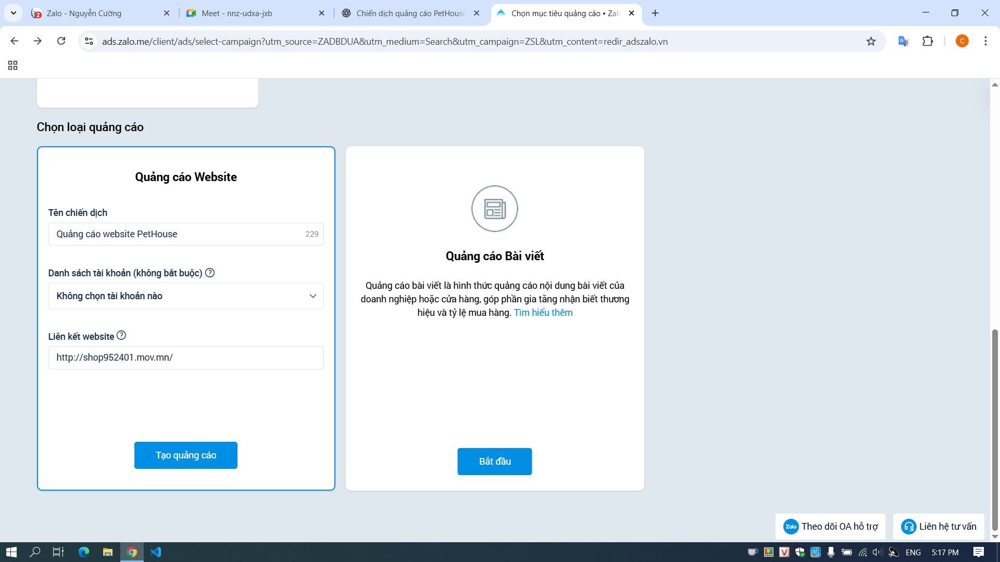 Zalo - Nguyễn Cường
Meet - nnz-udxa-jxb
Chiến dịch quảng cáo PetHouse
Chọn mục tiêu quảng cáo • Zalo
ads.zalo.me/client/ads/select-campaign?utm_source=ZADBDUA&utm_medium=Search&utm_campaign=ZSL&utm_content=redir_adszalo.vn
C
Chọn loại quảng cáo
Quảng cáo Website
Tên chiến dịch
Quảng cáo website PetHouse
229
Danh sách tài khoản (không bắt buộc)
Không chọn tài khoản nào
Liên kết website
http://shop952401.mov.mn/
Tạo quảng cáo
Quảng cáo Bài viết
Quảng cáo bài viết là hình thức quảng cáo nội dung bài viết của
doanh nghiệp hoặc cửa hàng, góp phần gia tăng nhận biết thương
hiệu và tỷ lệ mua hàng. Tìm hiểu thêm
Bắt đầu
Zalo Theo dõi OA hỗ trợ
Liên hệ tư vấn
ENG
5:17 PM